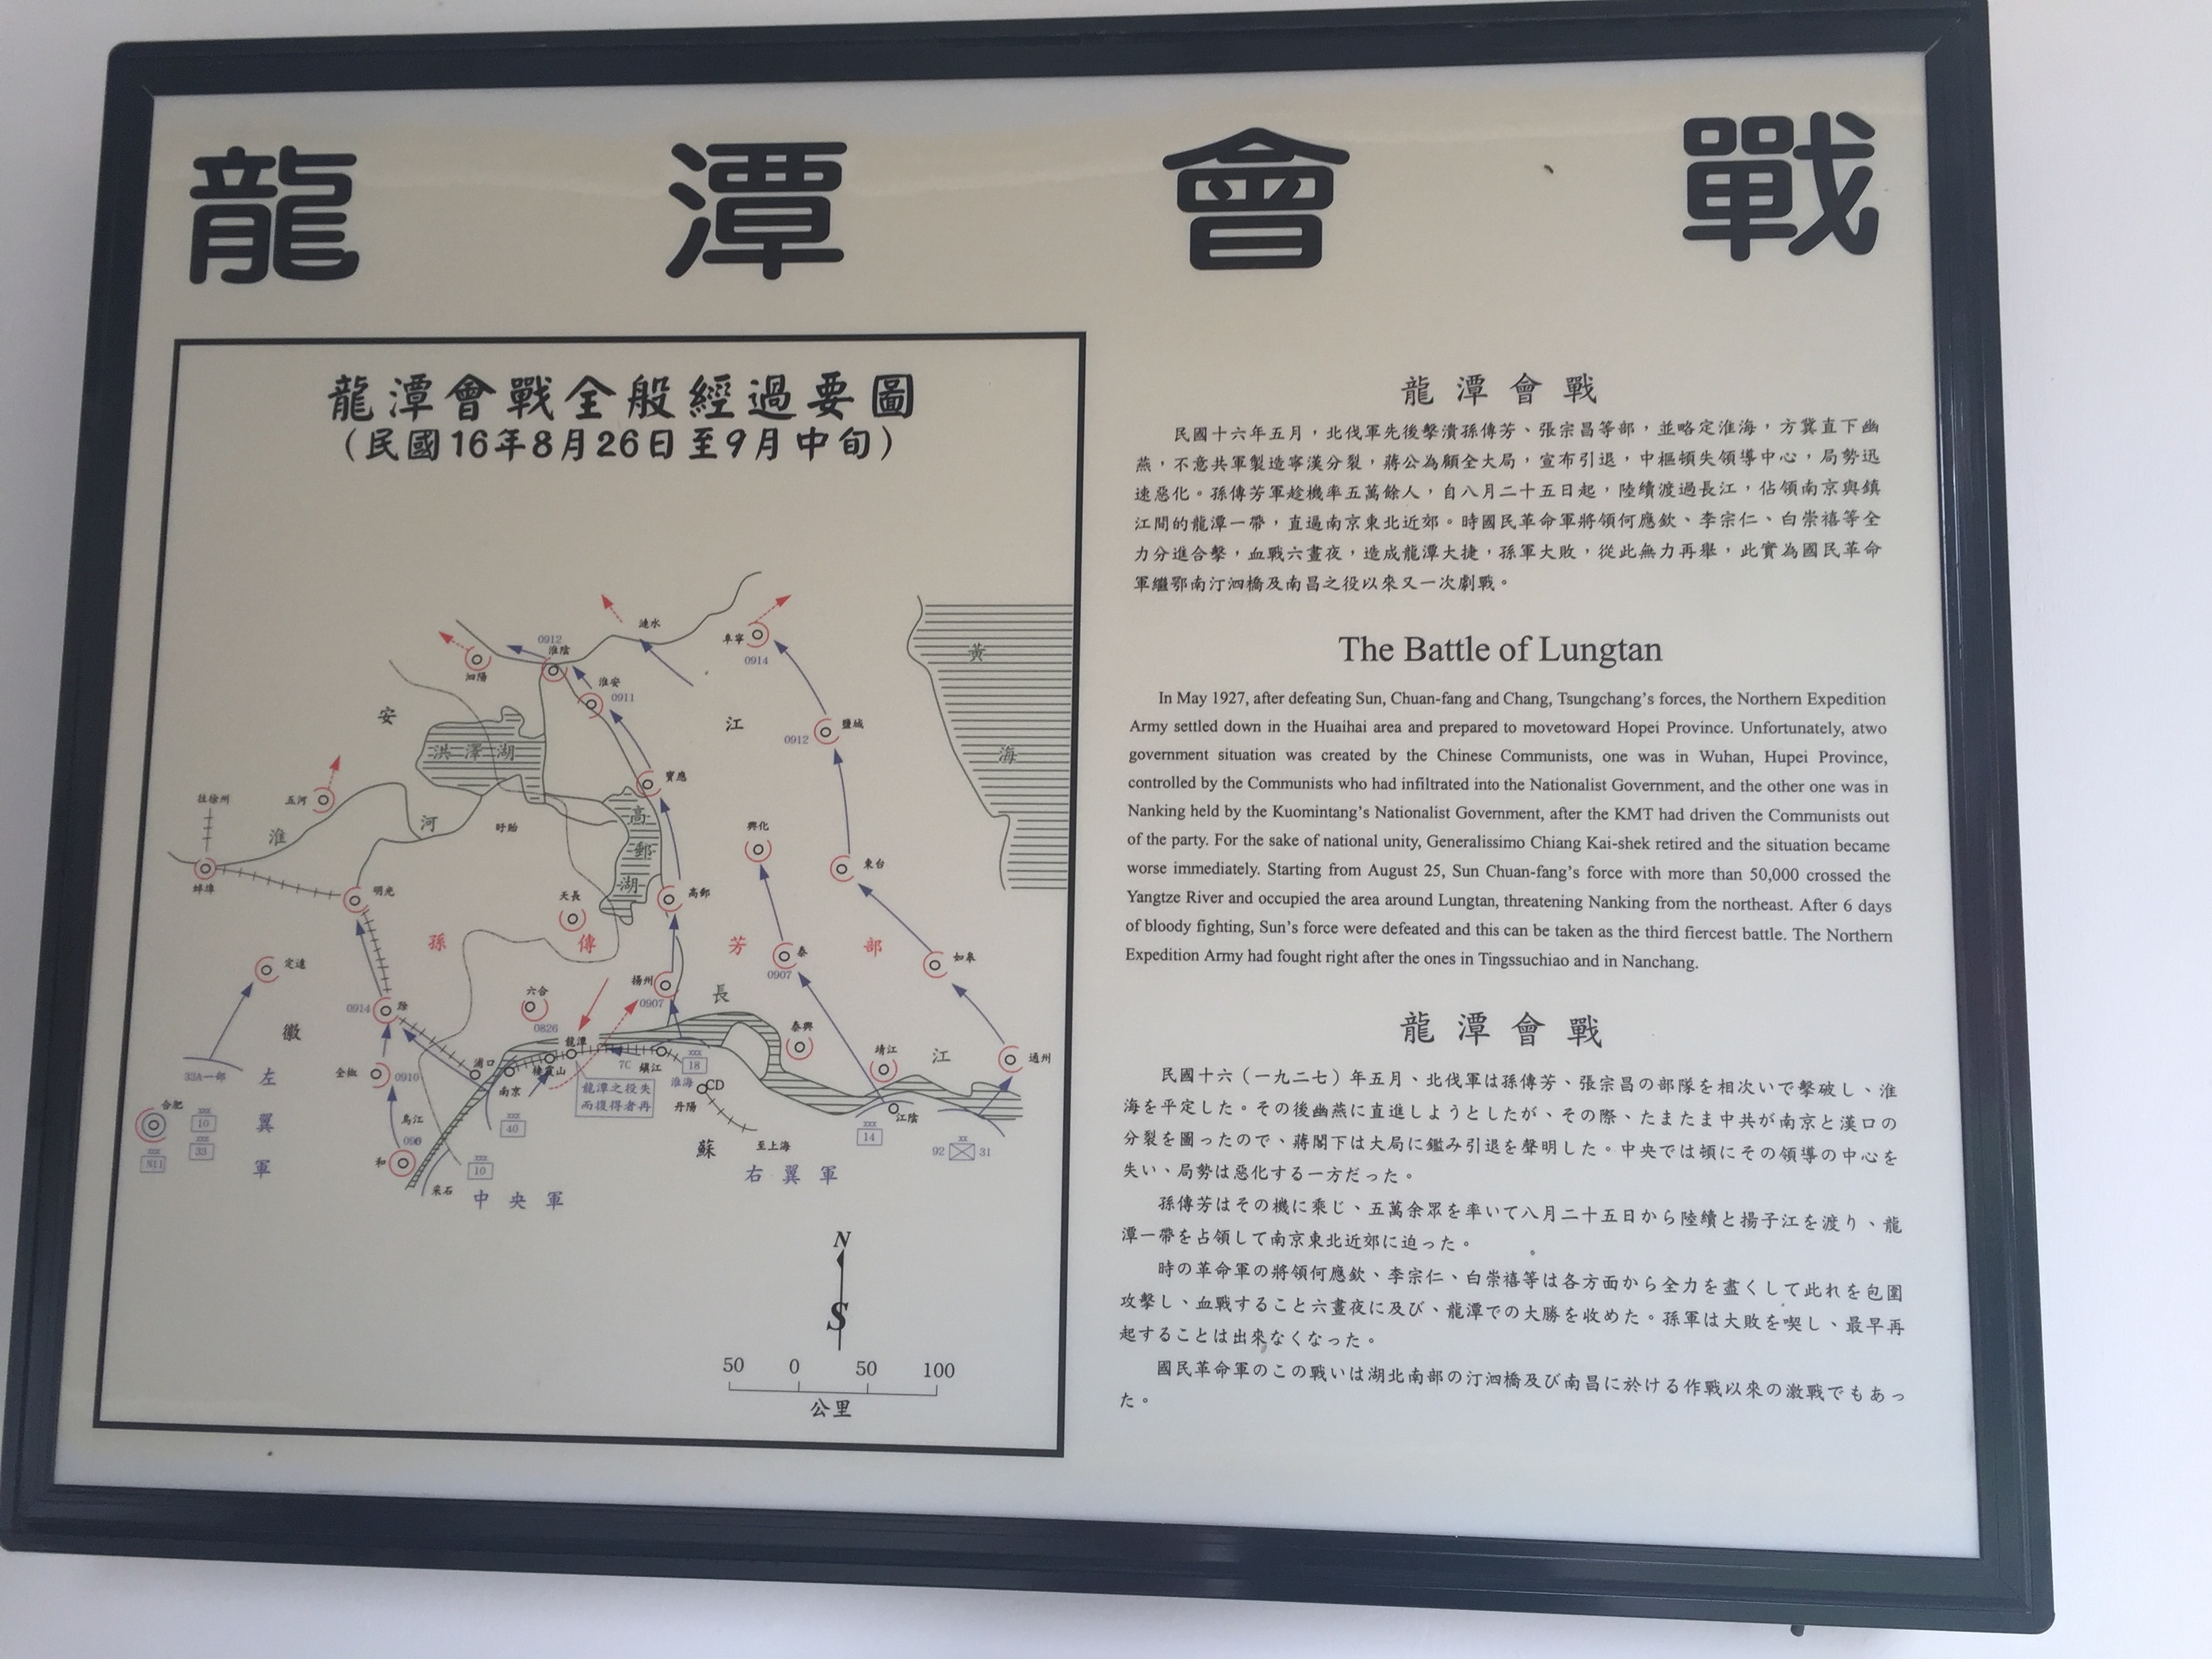 龍潭會戰
龍潭會戰全般經過要圖
(民國16年8月26日至9月中旬)
漣水
阜寧
0914
0912
淮陰
泗陽
淮安
0911
黃
海
安
江
鹽城
0912
洪澤湖
寶應
往徐州
五河
淮
河
盱眙
高
郵
湖
興化
東台
蚌埠
明光
天長
高郵
孫
傳
芳
部
定遠
泰
0907
如皋
揚州
0907
六合
0826
長
0914
滁
徽
龍潭
泰興
靖江
江
通州
33A一部
左
翼
軍
全椒
0910
浦口
棲霞山
7C
鎮江
xxx
18
南京
龍潭之役失
而復得者再
淮海
CD
丹陽
合肥
xxx
10
xxx
33
xxx
烏江
xxx
40
江陰
xxx
14
xx
92
31
和
xxx
10
蘇
至上海
采石
中央軍
右翼軍
N
S
50 0 50 100
公里
龍潭會戰
民國十六年五月，北伐軍先後擊潰孫傳芳、張宗昌等部，並略定淮海，方冀直下幽
燕，不意共軍製造寧漢分裂，蔣公為顧全大局，宣布引退，中樞頓失領導中心，局勢迅
速惡化。孫傳芳軍趁機率五萬餘人，自八月二十五日起，陸續渡過長江，佔領南京與鎮
江間的龍潭一帶，直逼南京東北近郊。時國民革命軍將領何應欽、李宗仁、白崇禧等全
力分進合擊，血戰六晝夜，造成龍潭大捷，孫軍大敗，從此無力再舉，此實為國民革命
軍繼鄂南汀泗橋及南昌之役以來又一次劇戰。
The Battle of Lungtan
In May 1927, after defeating Sun, Chuan-fang and Chang, Tsungchang's forces, the Northern Expedition
Army settled down in the Huaihai area and prepared to movetoward Hopei Province. Unfortunately, atwo
government situation was created by the Chinese Communists, one was in Wuhan, Hupei Province,
controlled by the Communists who had infiltrated into the Nationalist Government, and the other one was in
Nanking held by the Kuomintang's Nationalist Government, after the KMT had driven the Communists out
of the party. For the sake of national unity, Generalissimo Chiang Kai-shek retired and the situation became
worse immediately. Starting from August 25, Sun Chuan-fang's force with more than 50,000 crossed the
Yangtze River and occupied the area around Lungtan, threatening Nanking from the northeast. After 6 days
of bloody fighting, Sun's force were defeated and this can be taken as the third fiercest battle. The Northern
Expedition Army had fought right after the ones in Tingssuchiao and in Nanchang.
龍潭會戰
民國十六（一九二七）年五月、北伐軍は孫傳芳、張宗昌の部隊を相次いで擊破し、淮
海を平定した。その後幽燕に直進しようとしたが、その際、たまたま中共が南京と漢口の
分裂を圖ったので、蔣閣下は大局に鑑み引退を聲明した。中央では頓にその領導の中心を
失い、局勢は惡化する一方だった。
孫傳芳はその機に乘じ、五萬余眾を率いて八月二十五日から陸續と揚子江を渡り、龍
潭一帶を占領して南京東北近郊に迫った。
時の革命軍の將領何應欽、李宗仁、白崇禧等は各方面から全力を盡くして此れを包圍
攻擊し、血戰すること六晝夜に及び、龍潭での大勝を收めた。孫軍は大敗を喫し、最早再
起することは出來なくなった。
國民革命軍のこの戰いは湖北南部の汀泗橋及び南昌に於ける作戰以來の激戰でもあっ
た。